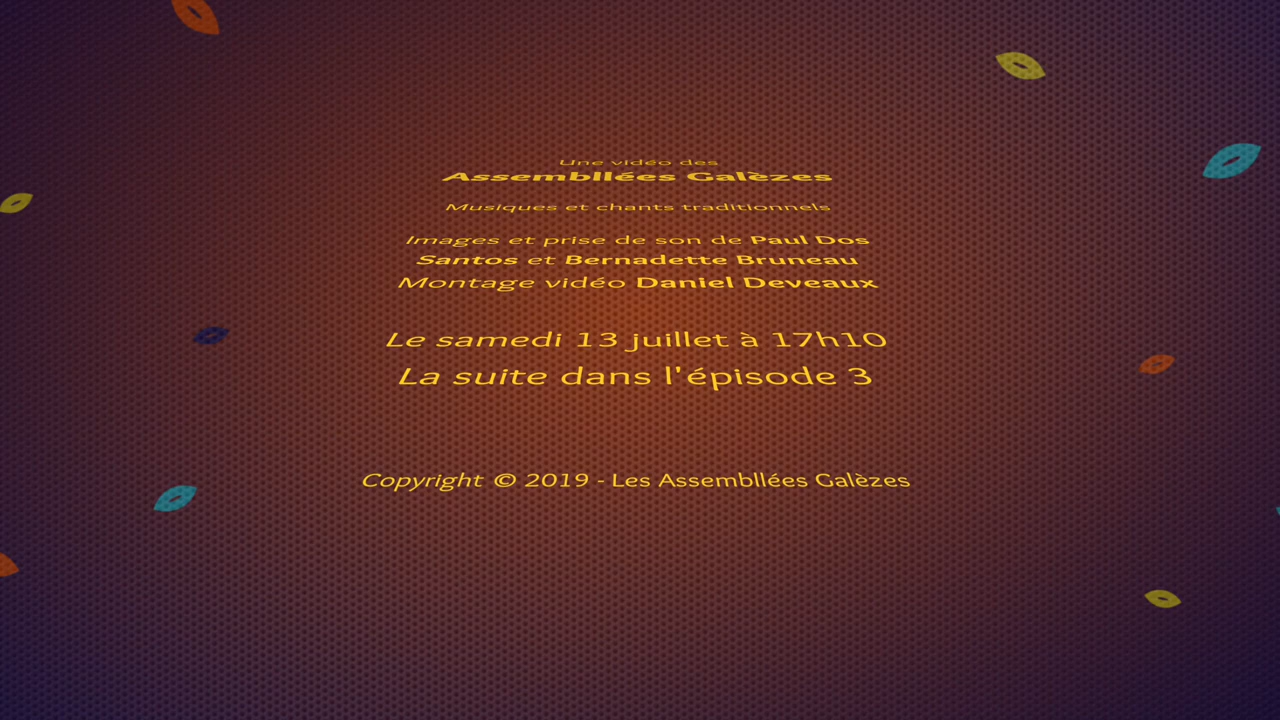 Une vidéo des
Assembllées Galèzes
Musiques et chants traditionnels
Images et prise de son de Paul Dos
Santos et Bernadette Bruneau
Montage vidéo Daniel Deveaux
Le samedi 13 juillet à 17h10
La suite dans l'épisode 3
Copyright © 2019 - Les Assembllées Galèzes